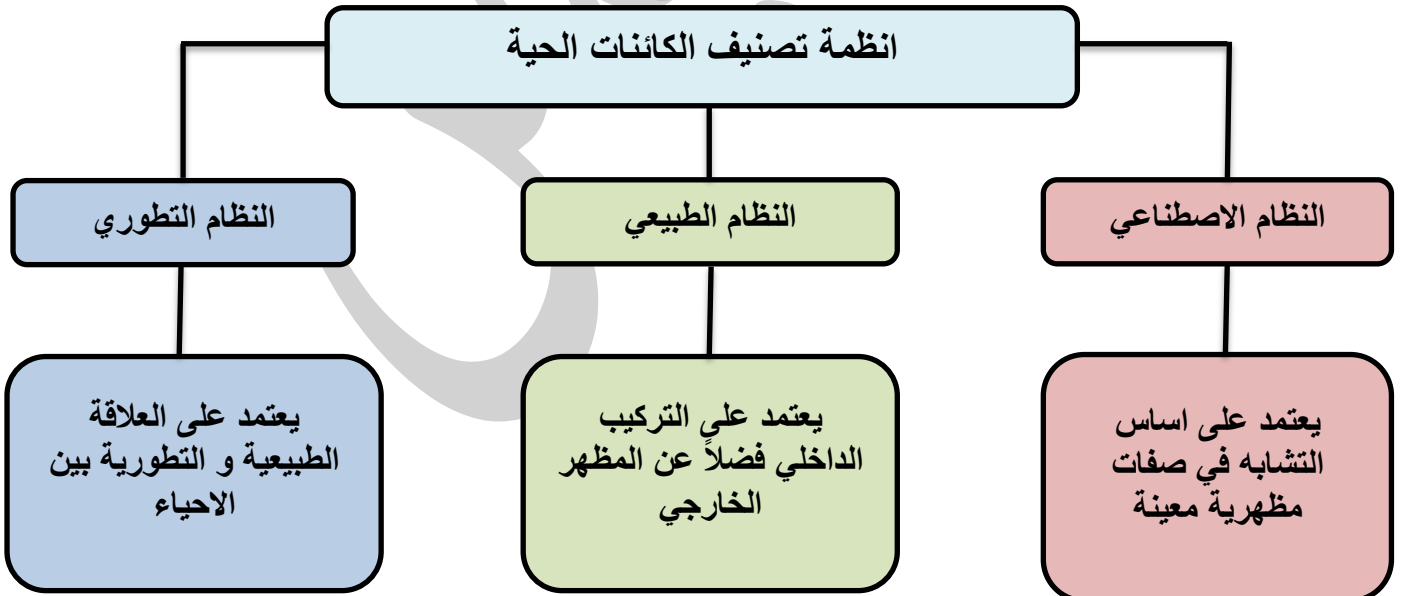 انظمة تصنيف الكائنات الحية
النظام الاصطناعي
النظام الطبيعي
النظام التطوري
يعتمد على اساس
التشابه في صفات
مظهرية معينة
يعتمد على التركيب
الداخلي فضلاً عن المظهر
الخارجي
يعتمد على العلاقة
الطبيعية و التطورية بين
الاحياء